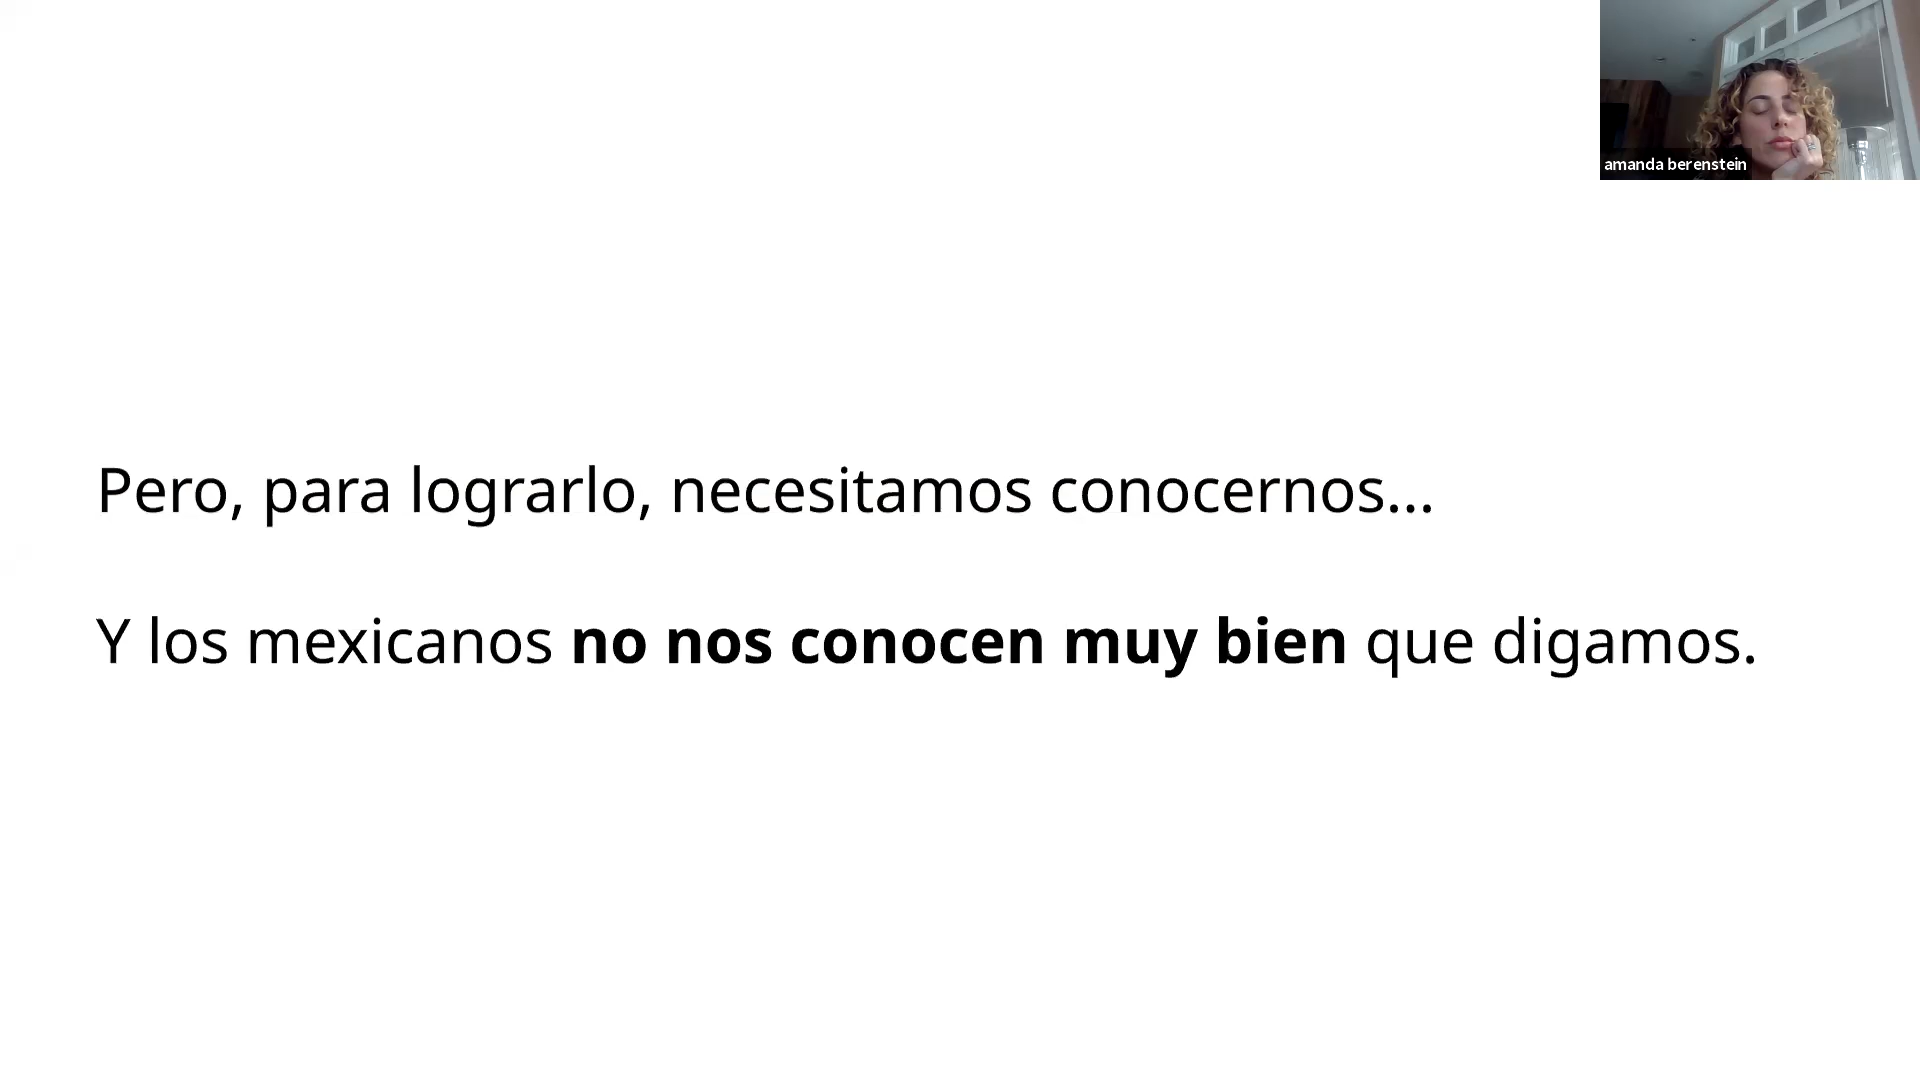 amanda berenstein
Pero, para lograrlo, necesitamos conocernos...
Y los mexicanos no nos conocen muy bien que digamos.